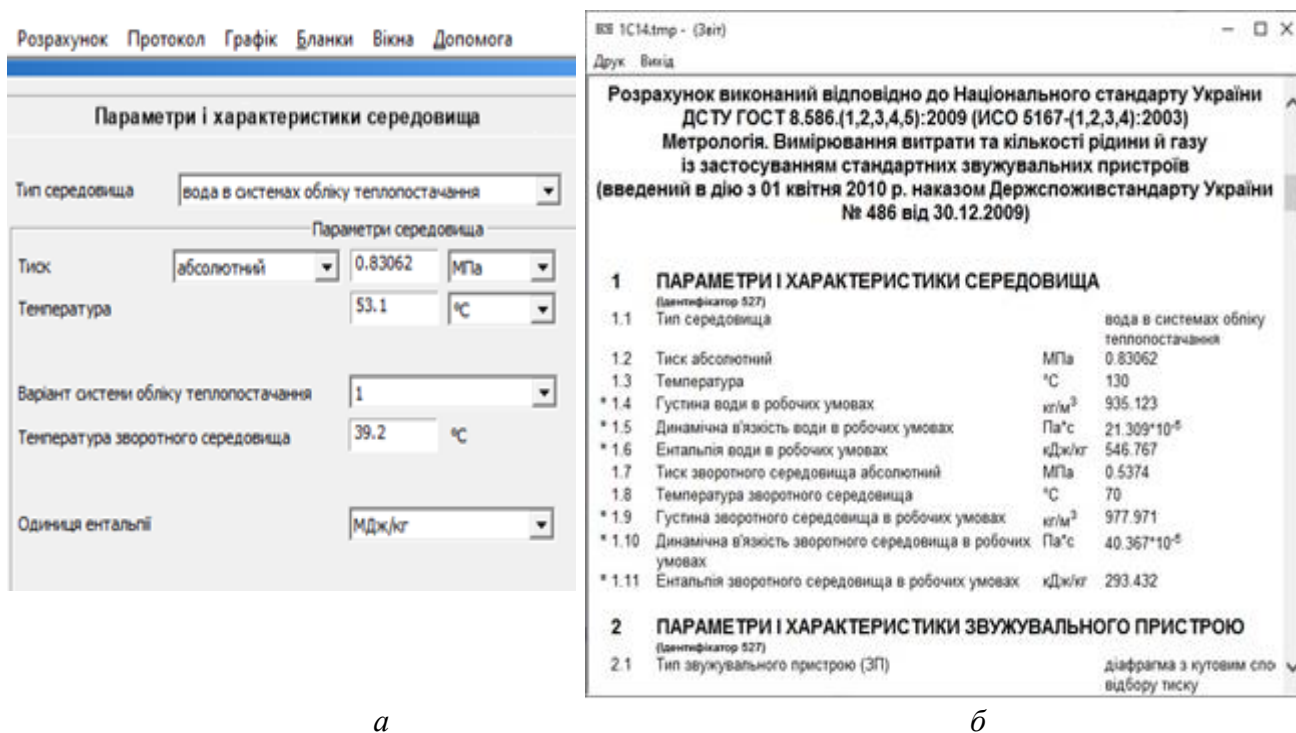 Розрахунок Протокол Графік Бланки Вікна Допомога
Параметри і характеристики середовища
Тип середовища вода в системах обліку теплопостачання
Параметри середовища
Тиск абсолютний 0.83062 МПа
Температура 53.1 °C
Варіант системи обліку теплопостачання 1
Температура зворотного середовища 39.2 °C
Одиниця ентальпії МДж/кг
а
1C14.tmp - (Звіт)
Друк Вихід
Розрахунок виконаний відповідно до Національного стандарту України
ДСТУ ГОСТ 8.586.(1,2,3,4,5):2009 (ИСО 5167-(1,2,3,4):2003)
Метрологія. Вимірювання витрати та кількості рідини й газу
із застосуванням стандартних звужувальних пристроїв
(введений в дію з 01 квітня 2010 р. наказом Держспоживстандарту України
№ 486 від 30.12.2009)
1 ПАРАМЕТРИ І ХАРАКТЕРИСТИКИ СЕРЕДОВИЩА
(Ідентифікатор 527)
1.1 Тип середовища вода в системах обліку
теплопостачання
1.2 Тиск абсолютний МПа 0.83062
1.3 Температура °C 130
* 1.4 Густина води в робочих умовах кг/м³ 935.123
* 1.5 Динамічна в'язкість води в робочих умовах Па*с 21.309*10⁻⁵
* 1.6 Ентальпія води в робочих умовах кДж/кг 546.767
1.7 Тиск зворотного середовища абсолютний МПа 0.5374
1.8 Температура зворотного середовища °C 70
* 1.9 Густина зворотного середовища в робочих умовах кг/м³ 977.971
* 1.10 Динамічна в'язкість зворотного середовища в робочих Па*с 40.367*10⁻⁵
умовах
* 1.11 Ентальпія зворотного середовища в робочих умовах кДж/кг 293.432
2 ПАРАМЕТРИ І ХАРАКТЕРИСТИКИ ЗВУЖУВАЛЬНОГО ПРИСТРОЮ
(Ідентифікатор 527)
2.1 Тип звужувального пристрою (ЗП) діафрагма з кутовим спо
відбору тиску
б